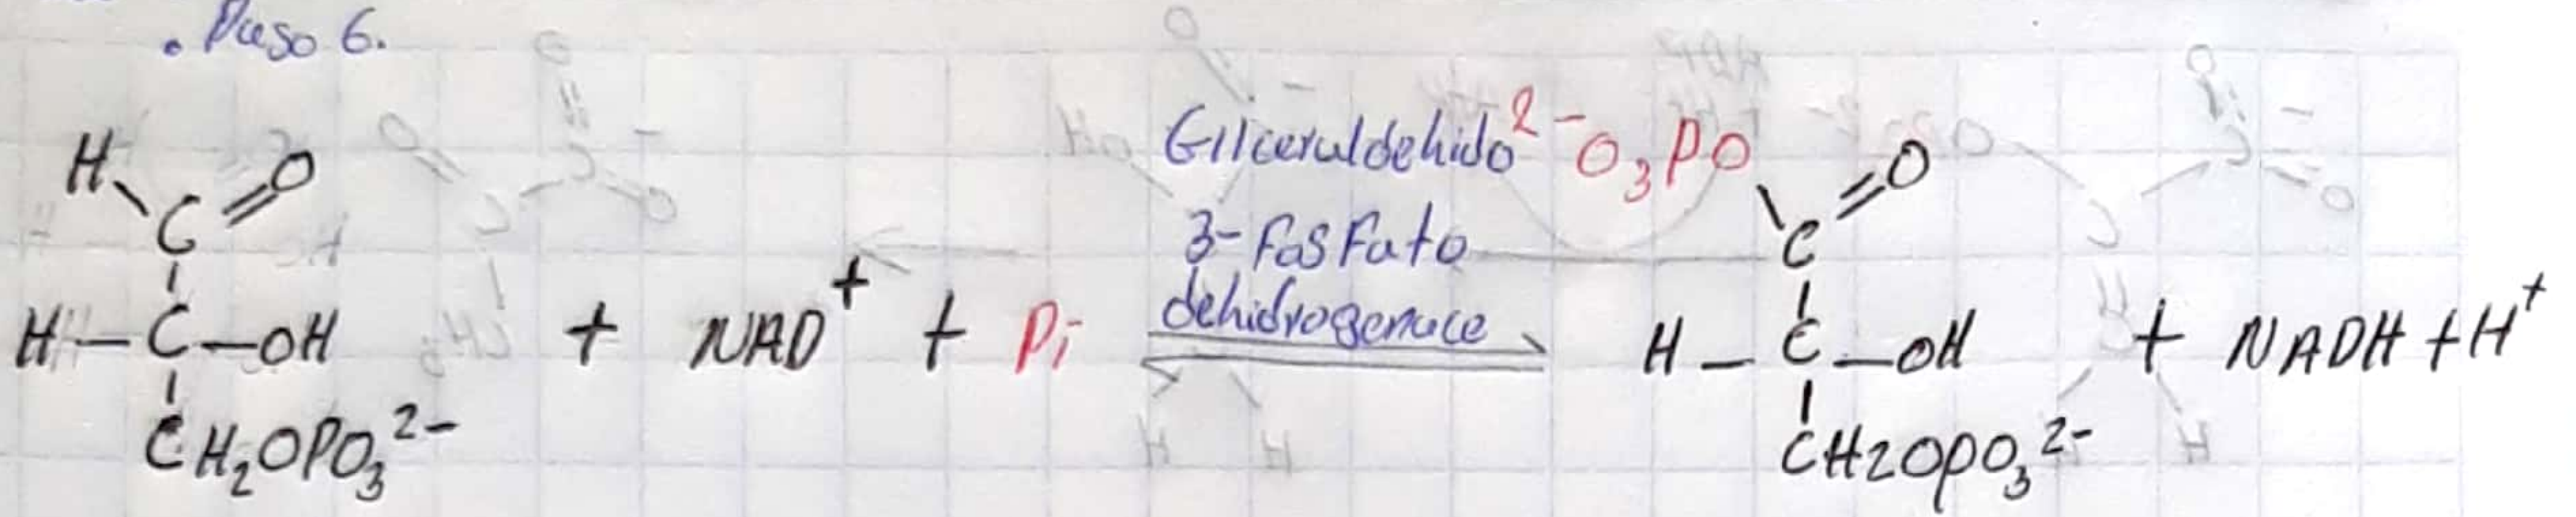 . Paso 6.
H O Gliceraldehido 2-O3PO O
C 3-fosfato C
H-C-OH + NAD+ + Pi dehidrogenace H-C-OH + NADH+H+
CH2OPO3 2- CH2OPO3 2-